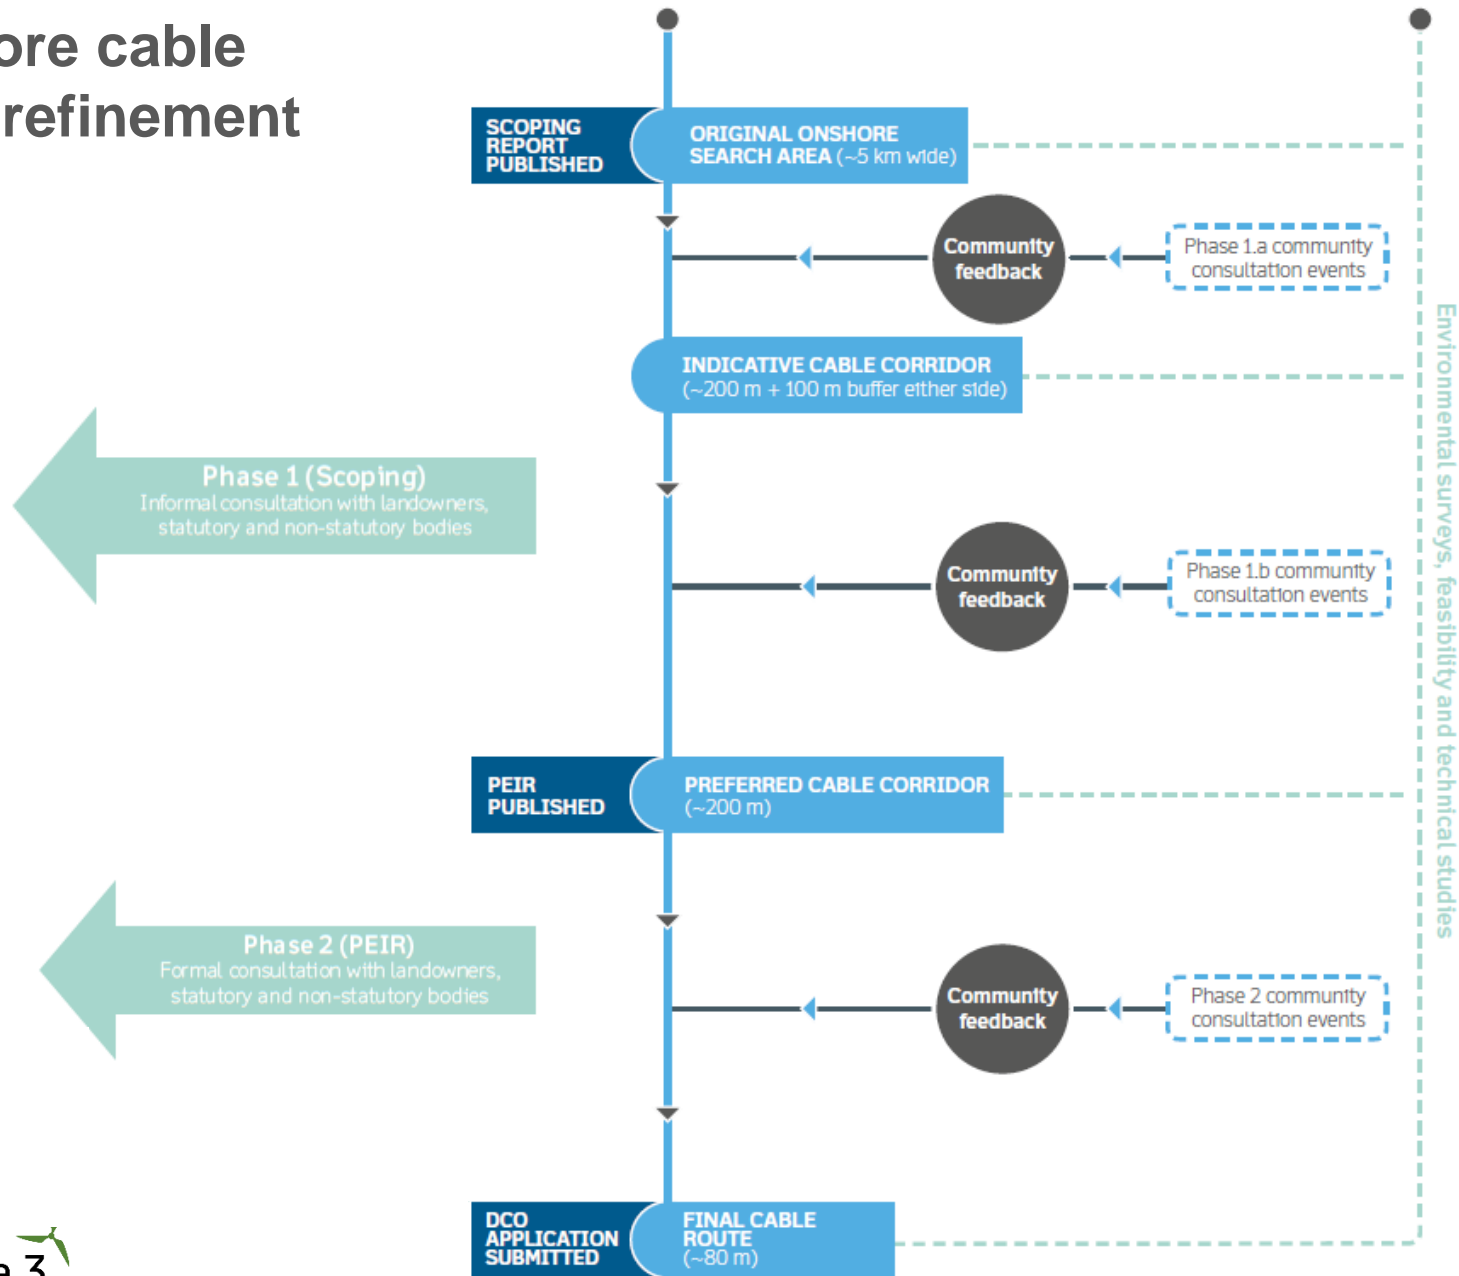 ore cable
refinement
SCOPING
REPORT
PUBLISHED
ORIGINAL ONSHORE
SEARCH AREA (~5 km wide)
Community
feedback
Phase 1.a community
consultation events
INDICATIVE CABLE CORRIDOR
(~200 m + 100 m buffer either side)
Phase 1 (Scoping)
Informal consultation with landowners,
statutory and non-statutory bodies
Community
feedback
Phase 1.b community
consultation events
Environmental surveys, feasibility and technical studies
PEIR
PUBLISHED
PREFERRED CABLE CORRIDOR
(~200 m)
Phase 2 (PEIR)
Formal consultation with landowners,
statutory and non-statutory bodies
Community
feedback
Phase 2 community
consultation events
DCO
APPLICATION
SUBMITTED
FINAL CABLE
ROUTE
(~80 m)
3